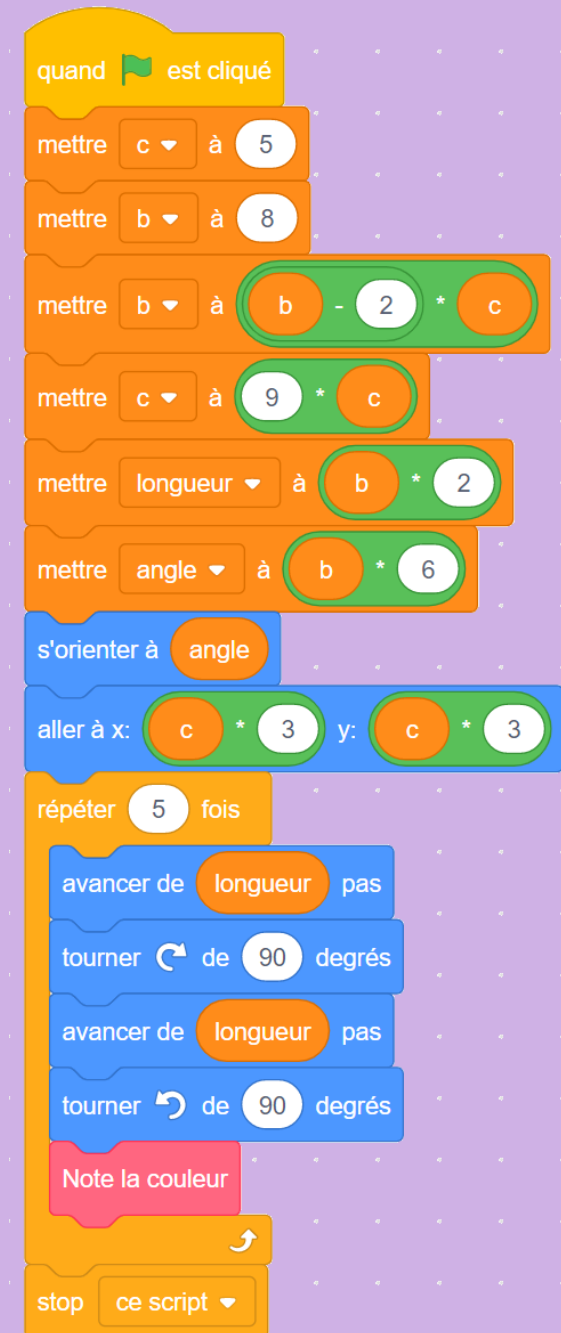 quand est cliqué
mettre c à 5
mettre b à 8
mettre b à b - 2 * c
mettre c à 9 * c
mettre longueur à b * 2
mettre angle à b * 6
s'orienter à angle
aller à x: c * 3 y: c * 3
répéter 5 fois
avancer de longueur pas
tourner de 90 degrés
avancer de longueur pas
tourner de 90 degrés
Note la couleur
stop ce script